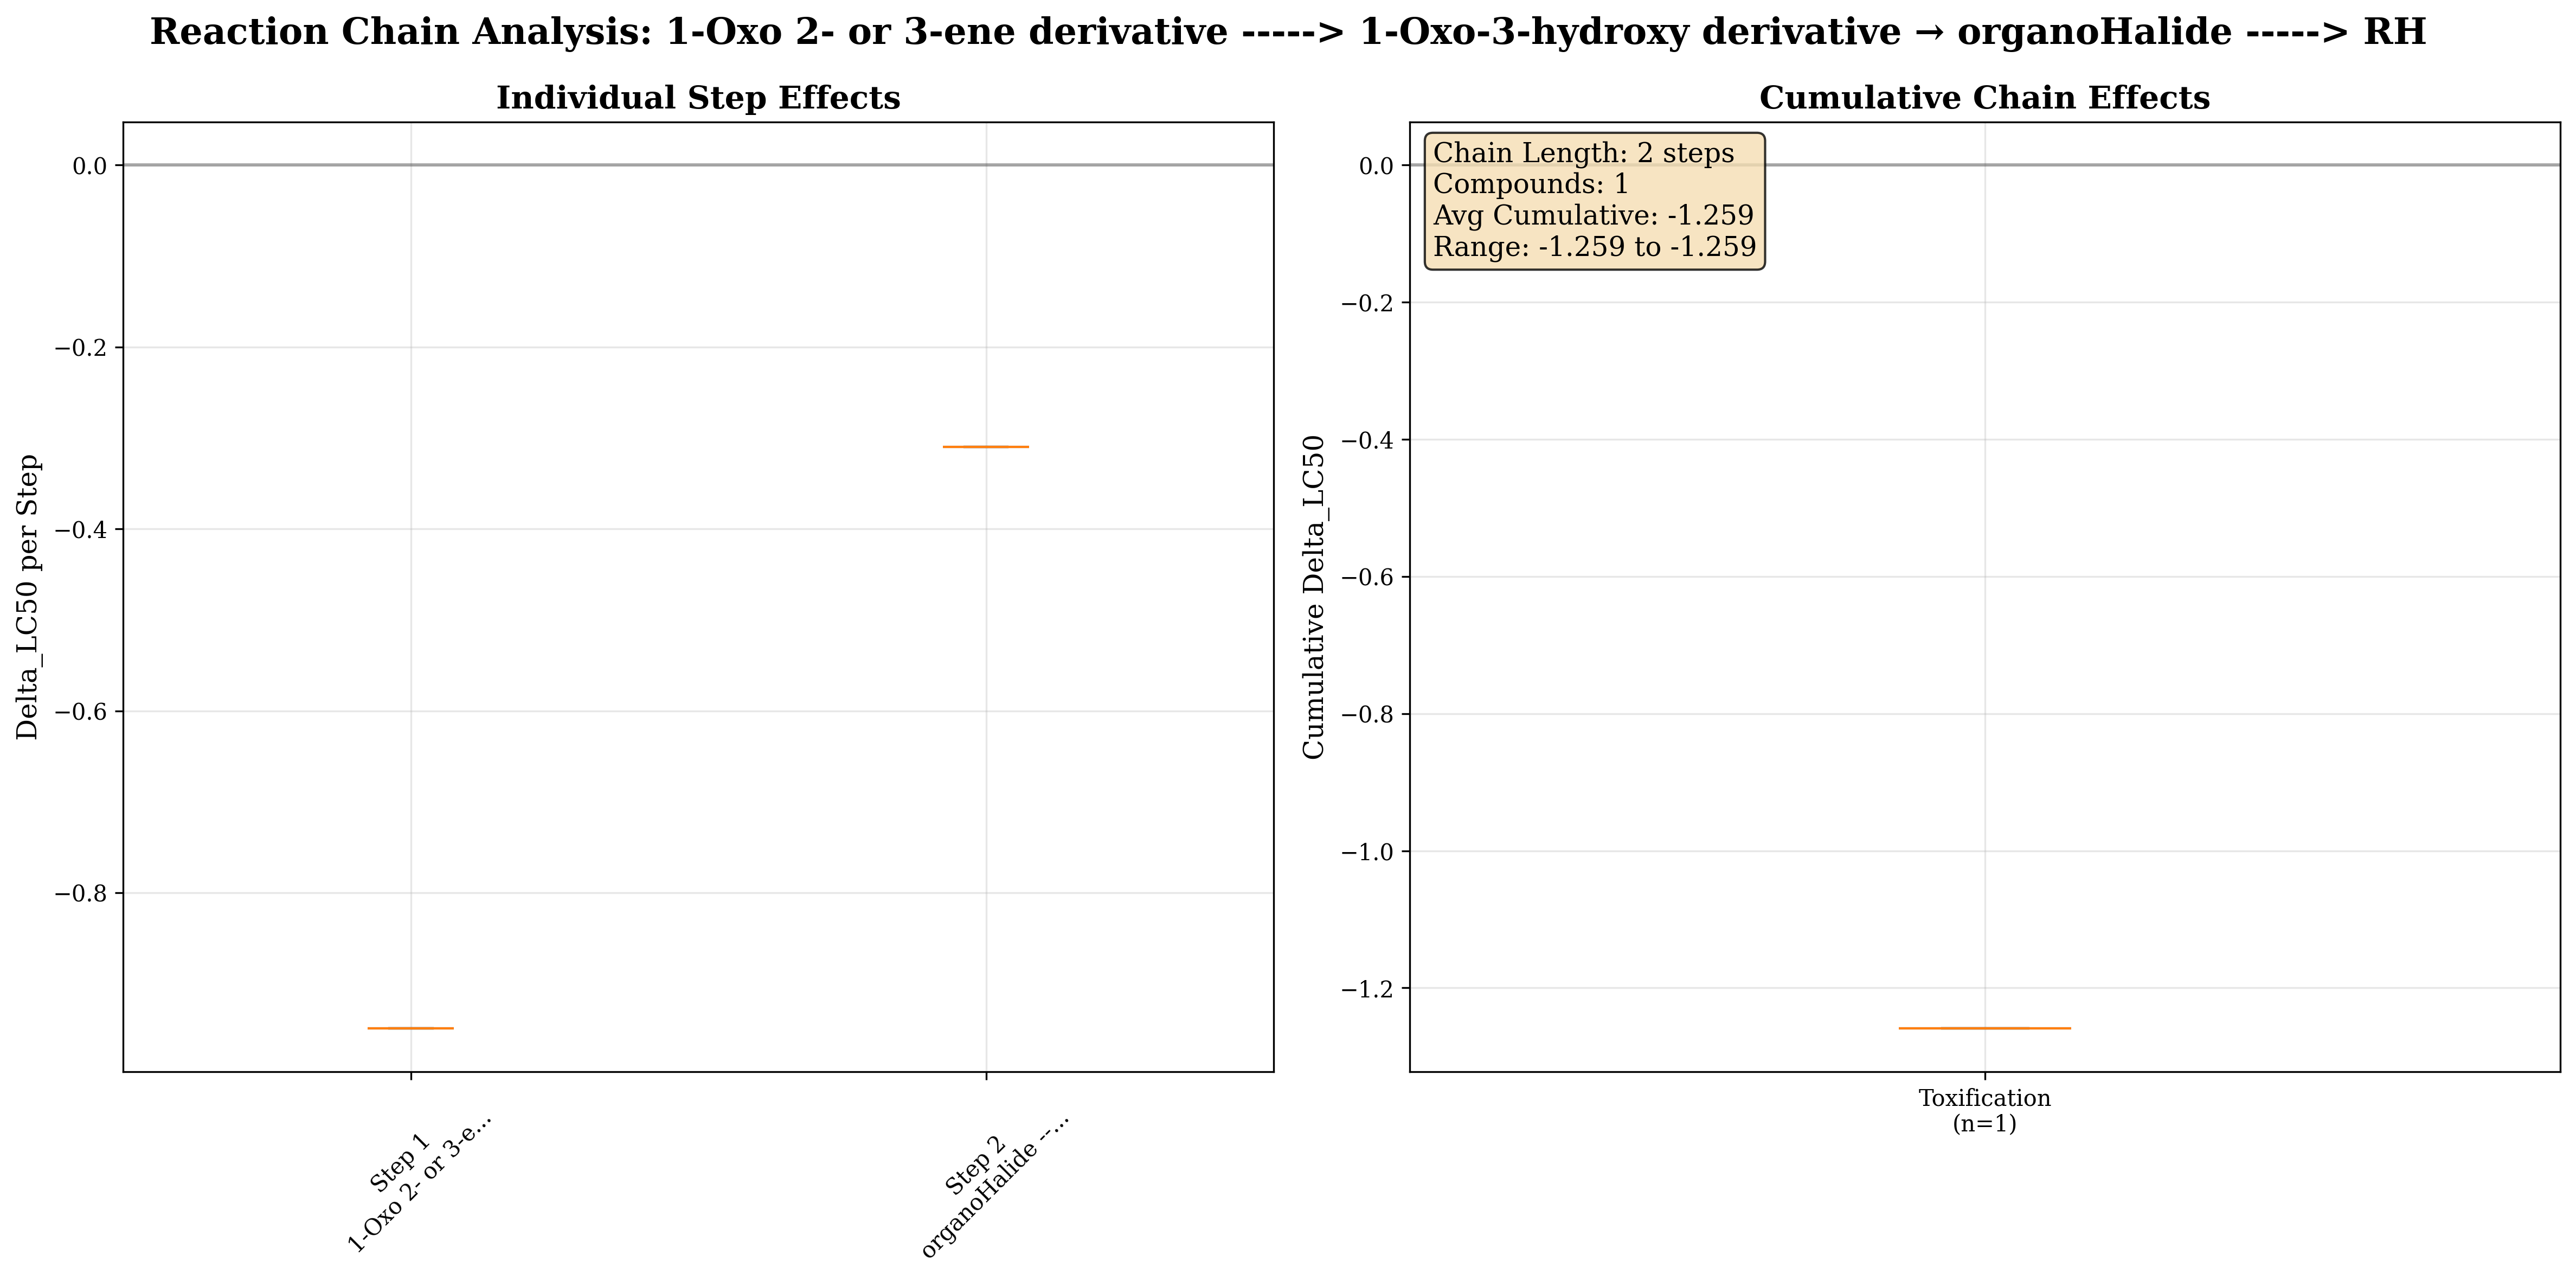 Reaction Chain Analysis: 1-Oxo 2- or 3-ene derivative -----> 1-Oxo-3-hydroxy derivative → organoHalide -----> RH
Individual Step Effects
Delta_LC50 per Step
0.0
−0.2
−0.4
−0.6
−0.8
Step 1
1-Oxo 2- or 3-e...
Step 2
organoHalide --...
Cumulative Chain Effects
Cumulative Delta_LC50
0.0
−0.2
−0.4
−0.6
−0.8
−1.0
−1.2
Chain Length: 2 steps
Compounds: 1
Avg Cumulative: -1.259
Range: -1.259 to -1.259
Toxification
(n=1)